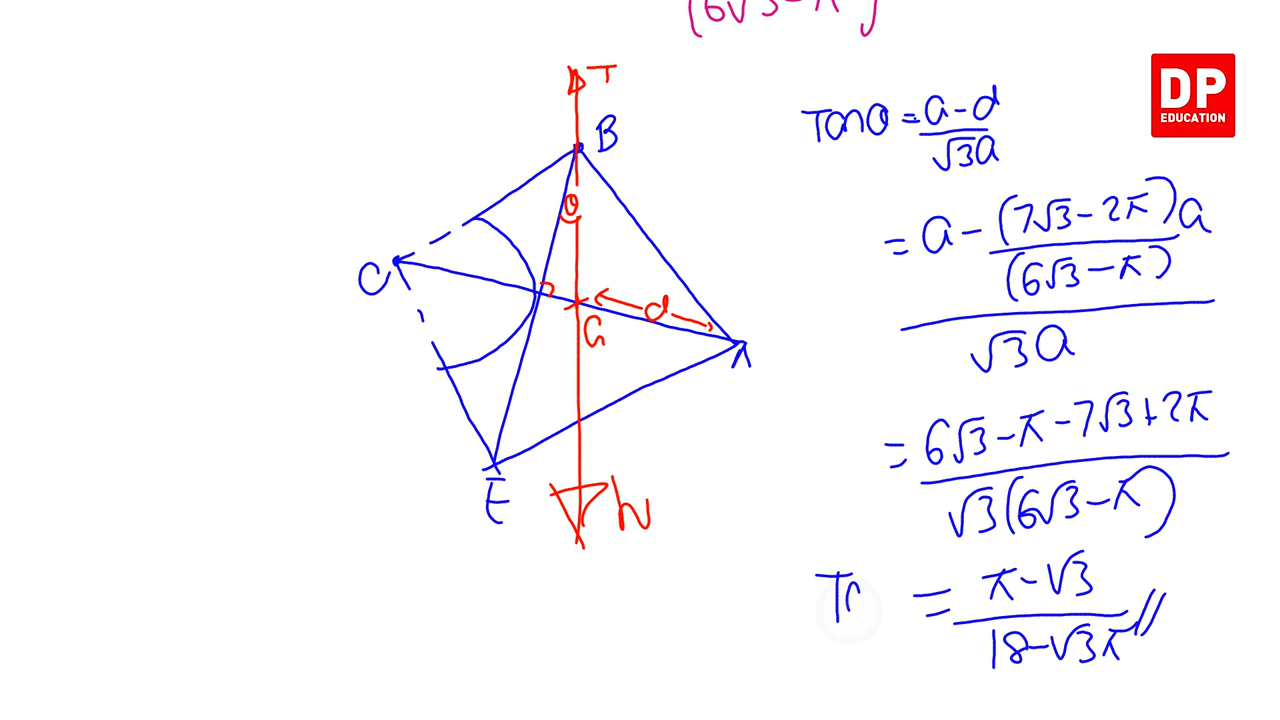 (6√3-π)
DP
EDUCATION
T
B
θ
C
d
G
A
E
W
Tanθ = a-d / √3a
= a - (7√3-2π)a / (6√3-π)
√3a
= 6√3-π-7√3+2π / √3(6√3-π)
Ta = π-√3 / 18-√3π //